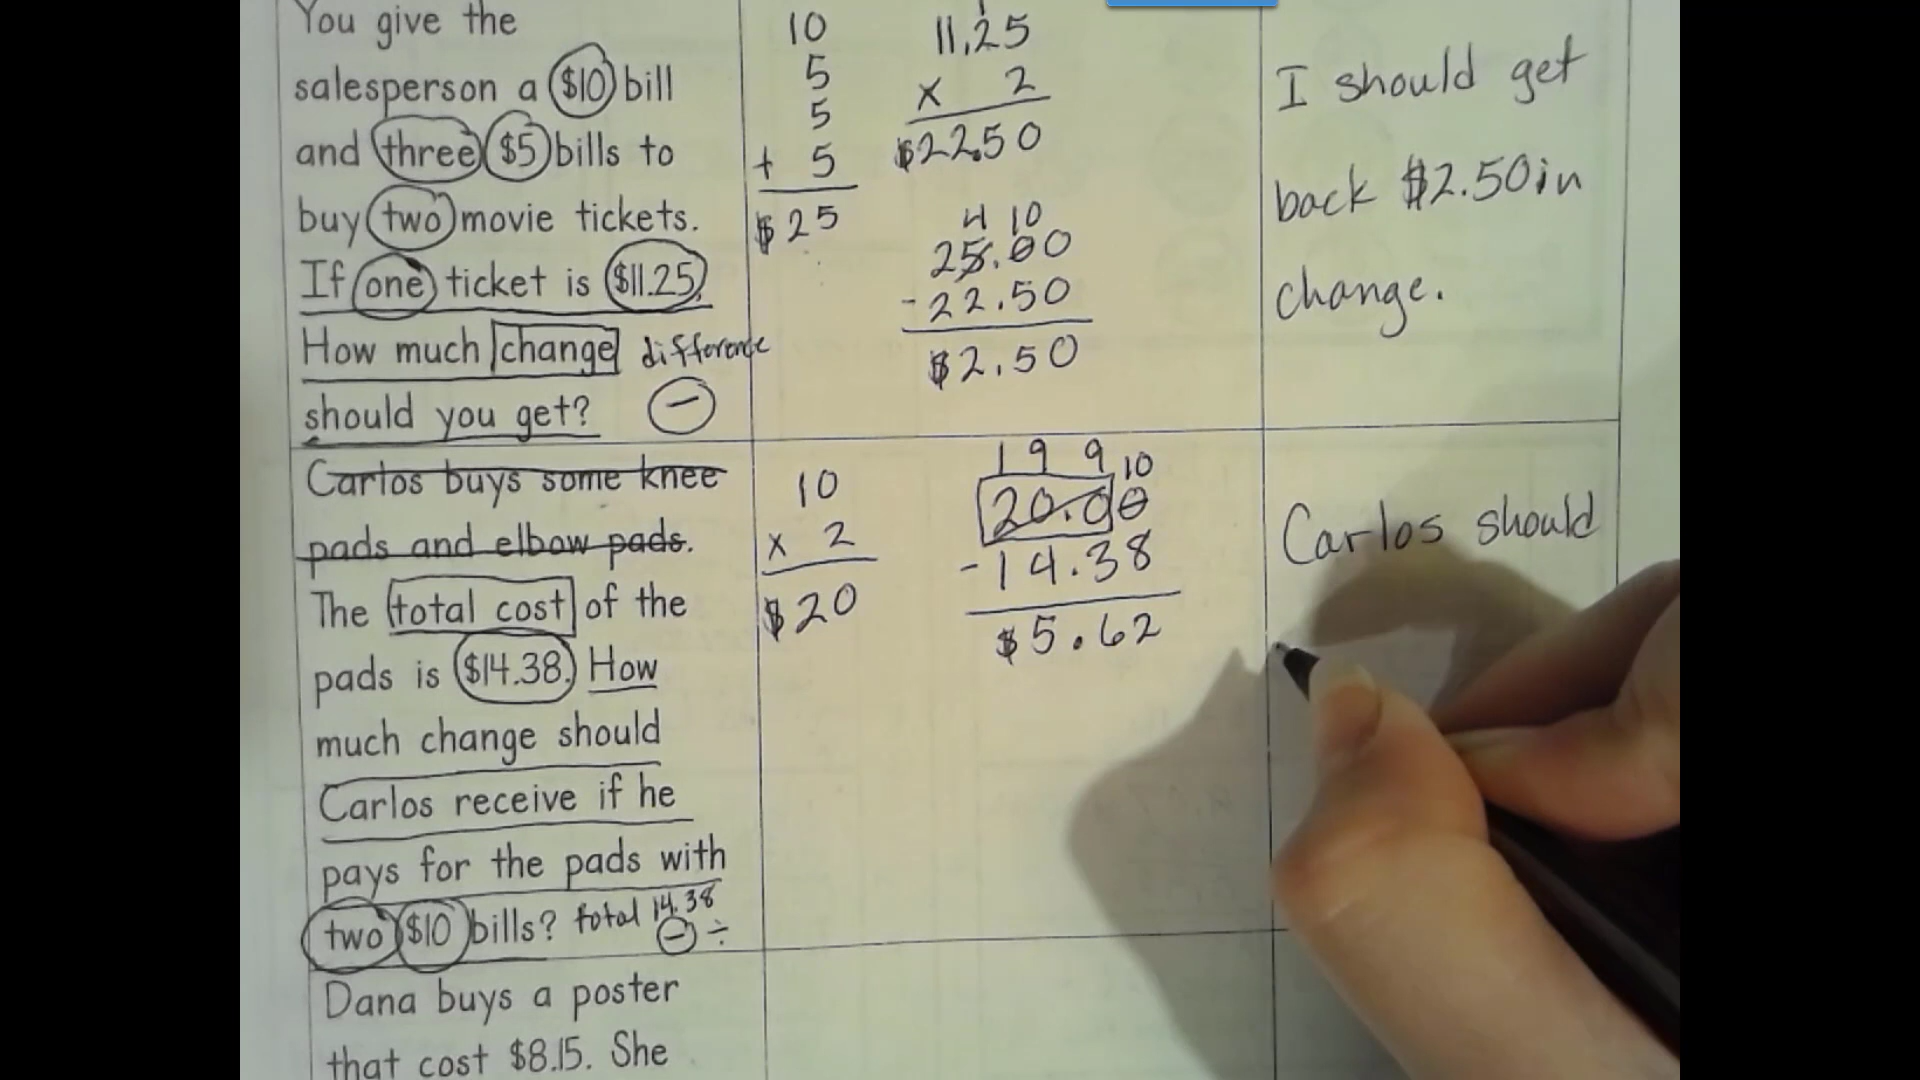 You give the
salesperson a $10 bill
and three $5 bills to
buy two movie tickets.
If one ticket is $11.25,
How much change difference
should you get? −
10
5
5
+ 5
$25
1
11.25
x 2
$22.50
4 10
25.00
- 22.50
$2.50
I should get
back $2.50 in
change.
Carlos buys some knee
pads and elbow pads.
The total cost of the
pads is $14.38. How
much change should
Carlos receive if he
pays for the pads with
two $10 bills? total 14.38
− ÷
10
x 2
$20
1 9 9 10
20.00
- 14.38
$5.62
Carlos should
Dana buys a poster
that cost $8.15. She